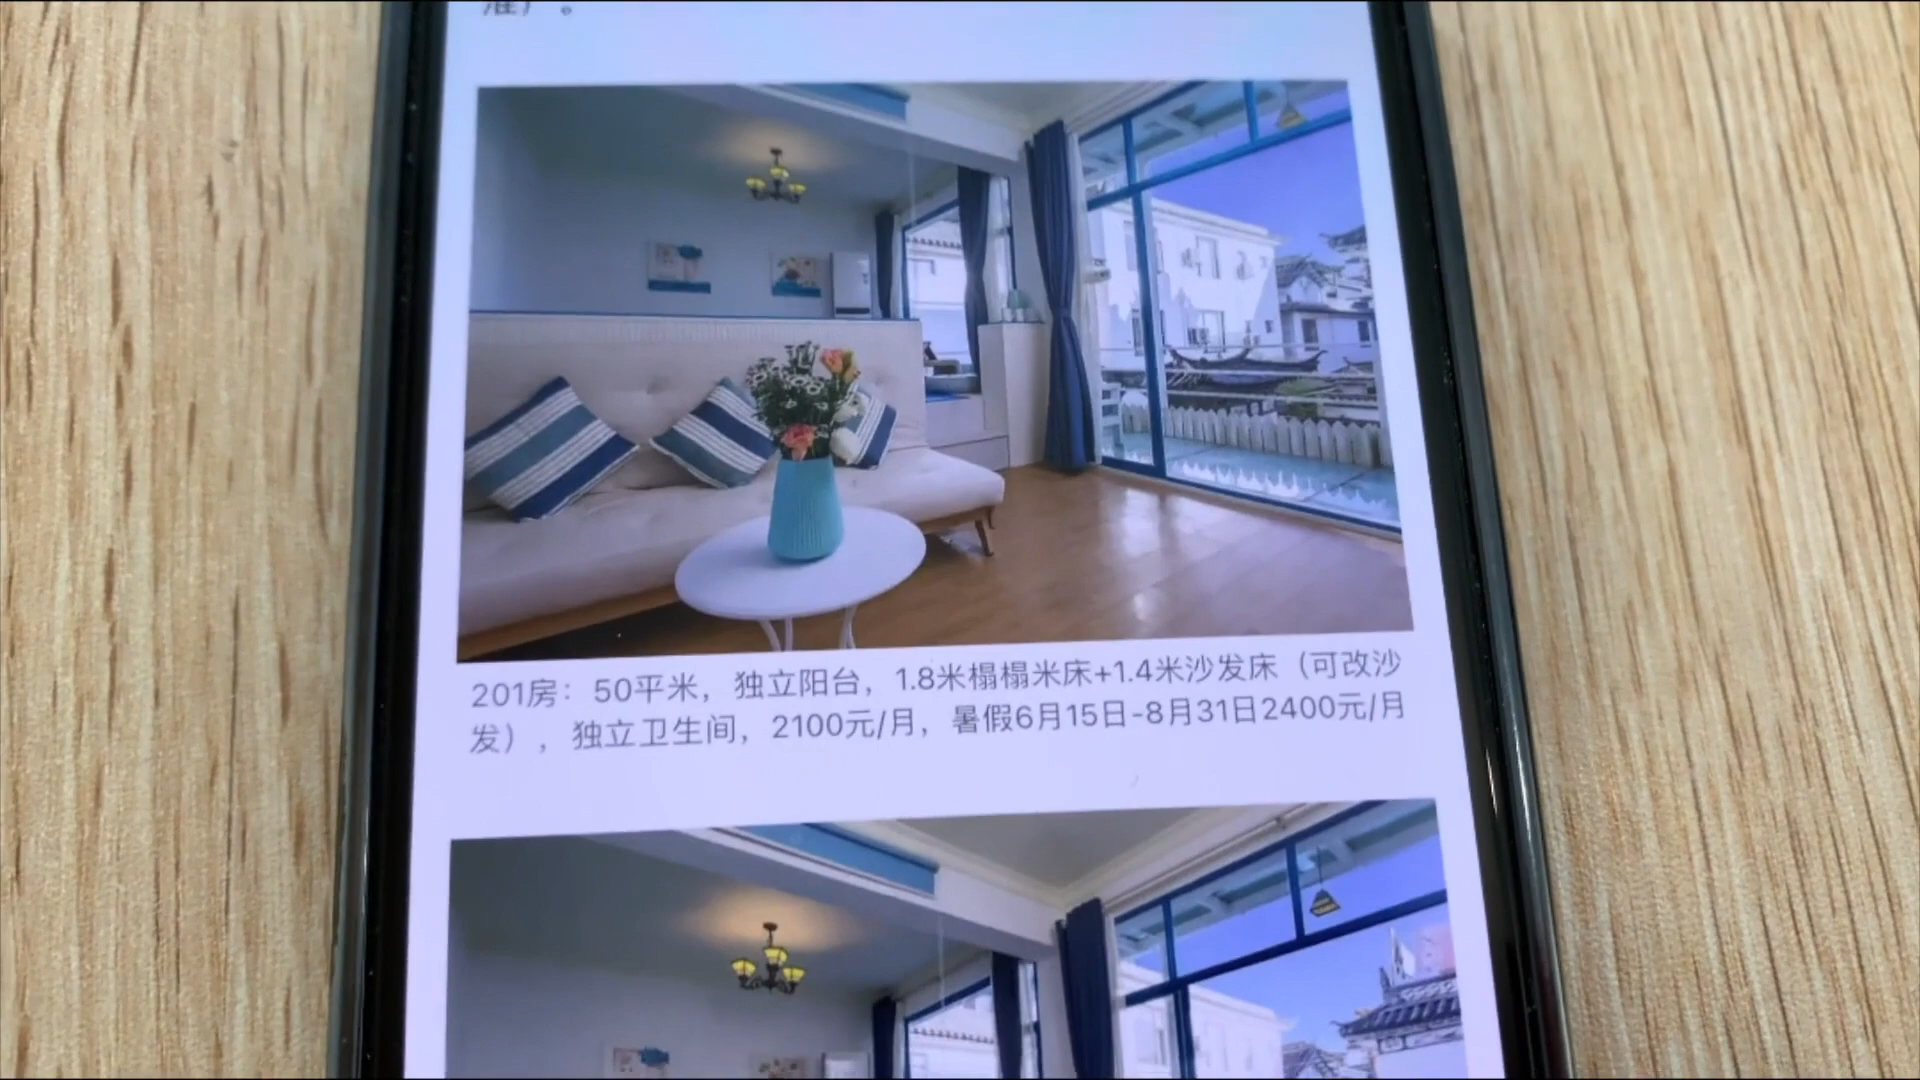 201房：50平米，独立阳台，1.8米榻榻米床+1.4米沙发床（可改沙
发），独立卫生间，2100元/月，暑假6月15日-8月31日2400元/月